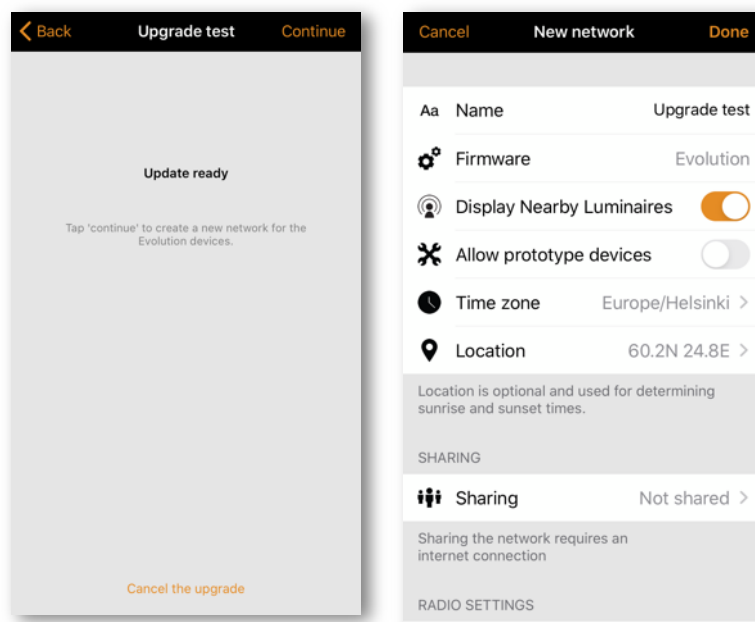 Back Upgrade test Continue
Update ready
Tap 'continue' to create a new network for the
Evolution devices.
Cancel the upgrade
Cancel New network Done
Aa Name Upgrade test
Firmware Evolution
Display Nearby Luminaires
Allow prototype devices
Time zone Europe/Helsinki
Location 60.2N 24.8E
Location is optional and used for determining
sunrise and sunset times.
SHARING
Sharing Not shared
Sharing the network requires an
internet connection
RADIO SETTINGS